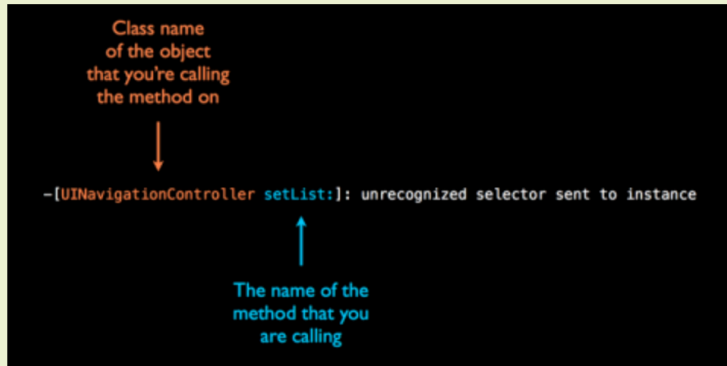 Class name
of the object
that you're calling
the method on
-[UINavigationController setList:]: unrecognized selector sent to instance
The name of the
method that you
are calling